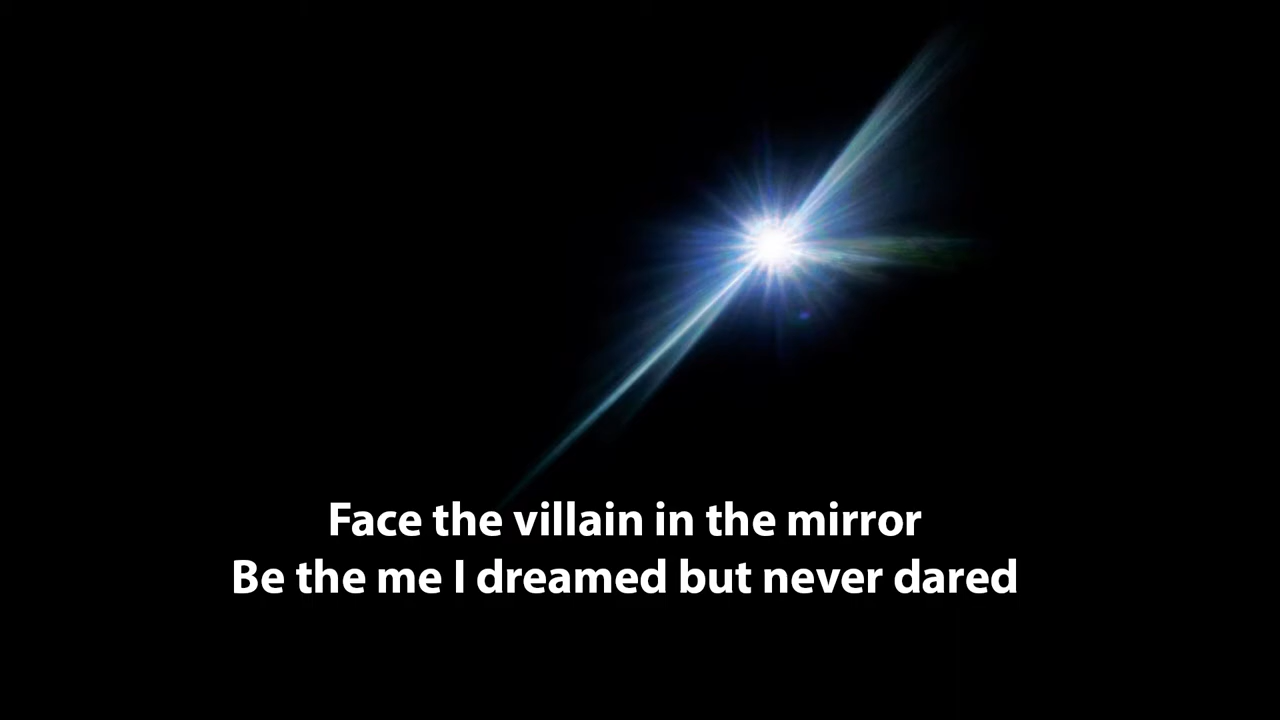 Face the villain in the mirror
Be the me I dreamed but never dared